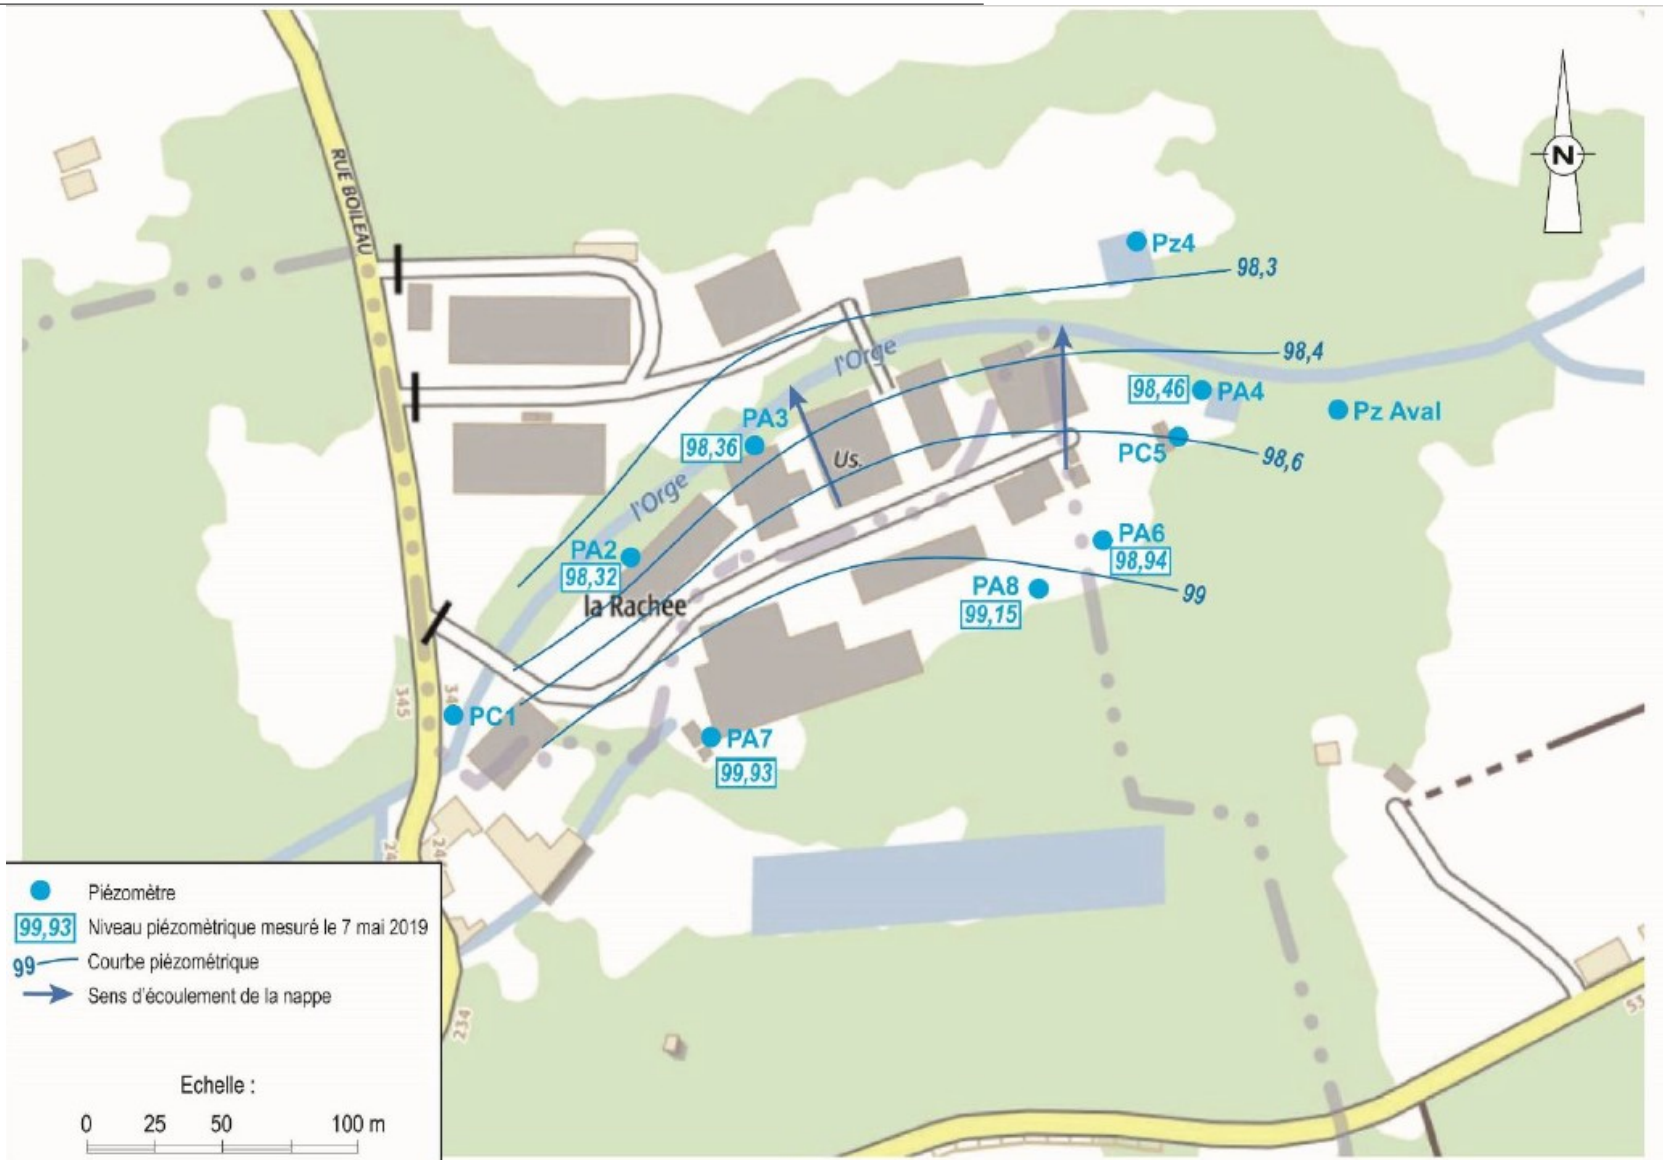 N
RUE BOILEAU
Pz4
98,3
l'Orge
98,4
98,46
PA4
Pz Aval
PA3
98,36
Us.
PC5
98,6
l'Orge
PA2
98,32
PA6
98,94
la Rachée
PA8
99,15
99
345
PC1
PA7
99,93
234
Piézomètre
99,93 Niveau piézomètrique mesuré le 7 mai 2019
99 Courbe piézométrique
Sens d'écoulement de la nappe
Echelle :
0 25 50 100 m